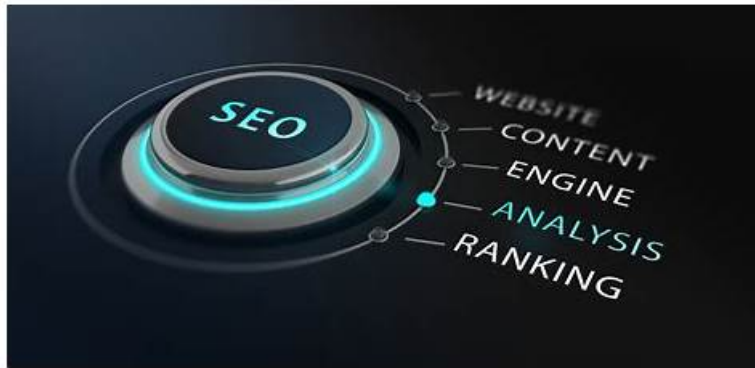 SEO
WEBSITE
CONTENT
ENGINE
ANALYSIS
RANKING